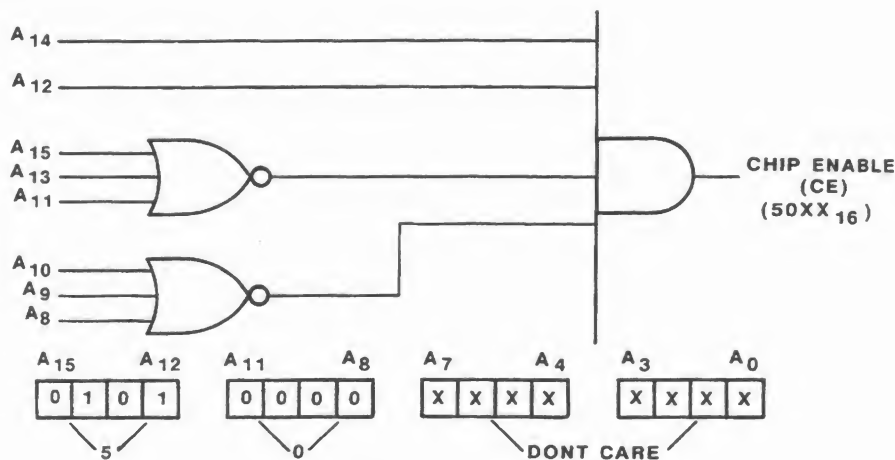 A14
A12
A15
A13
A11
CHIP ENABLE
(CE)
(50XX16)
A10
A9
A8
A15 A12 A11 A8 A7 A4 A3 A0
0 1 0 1 0 0 0 0 X X X X X X X X
5 0 DONT CARE